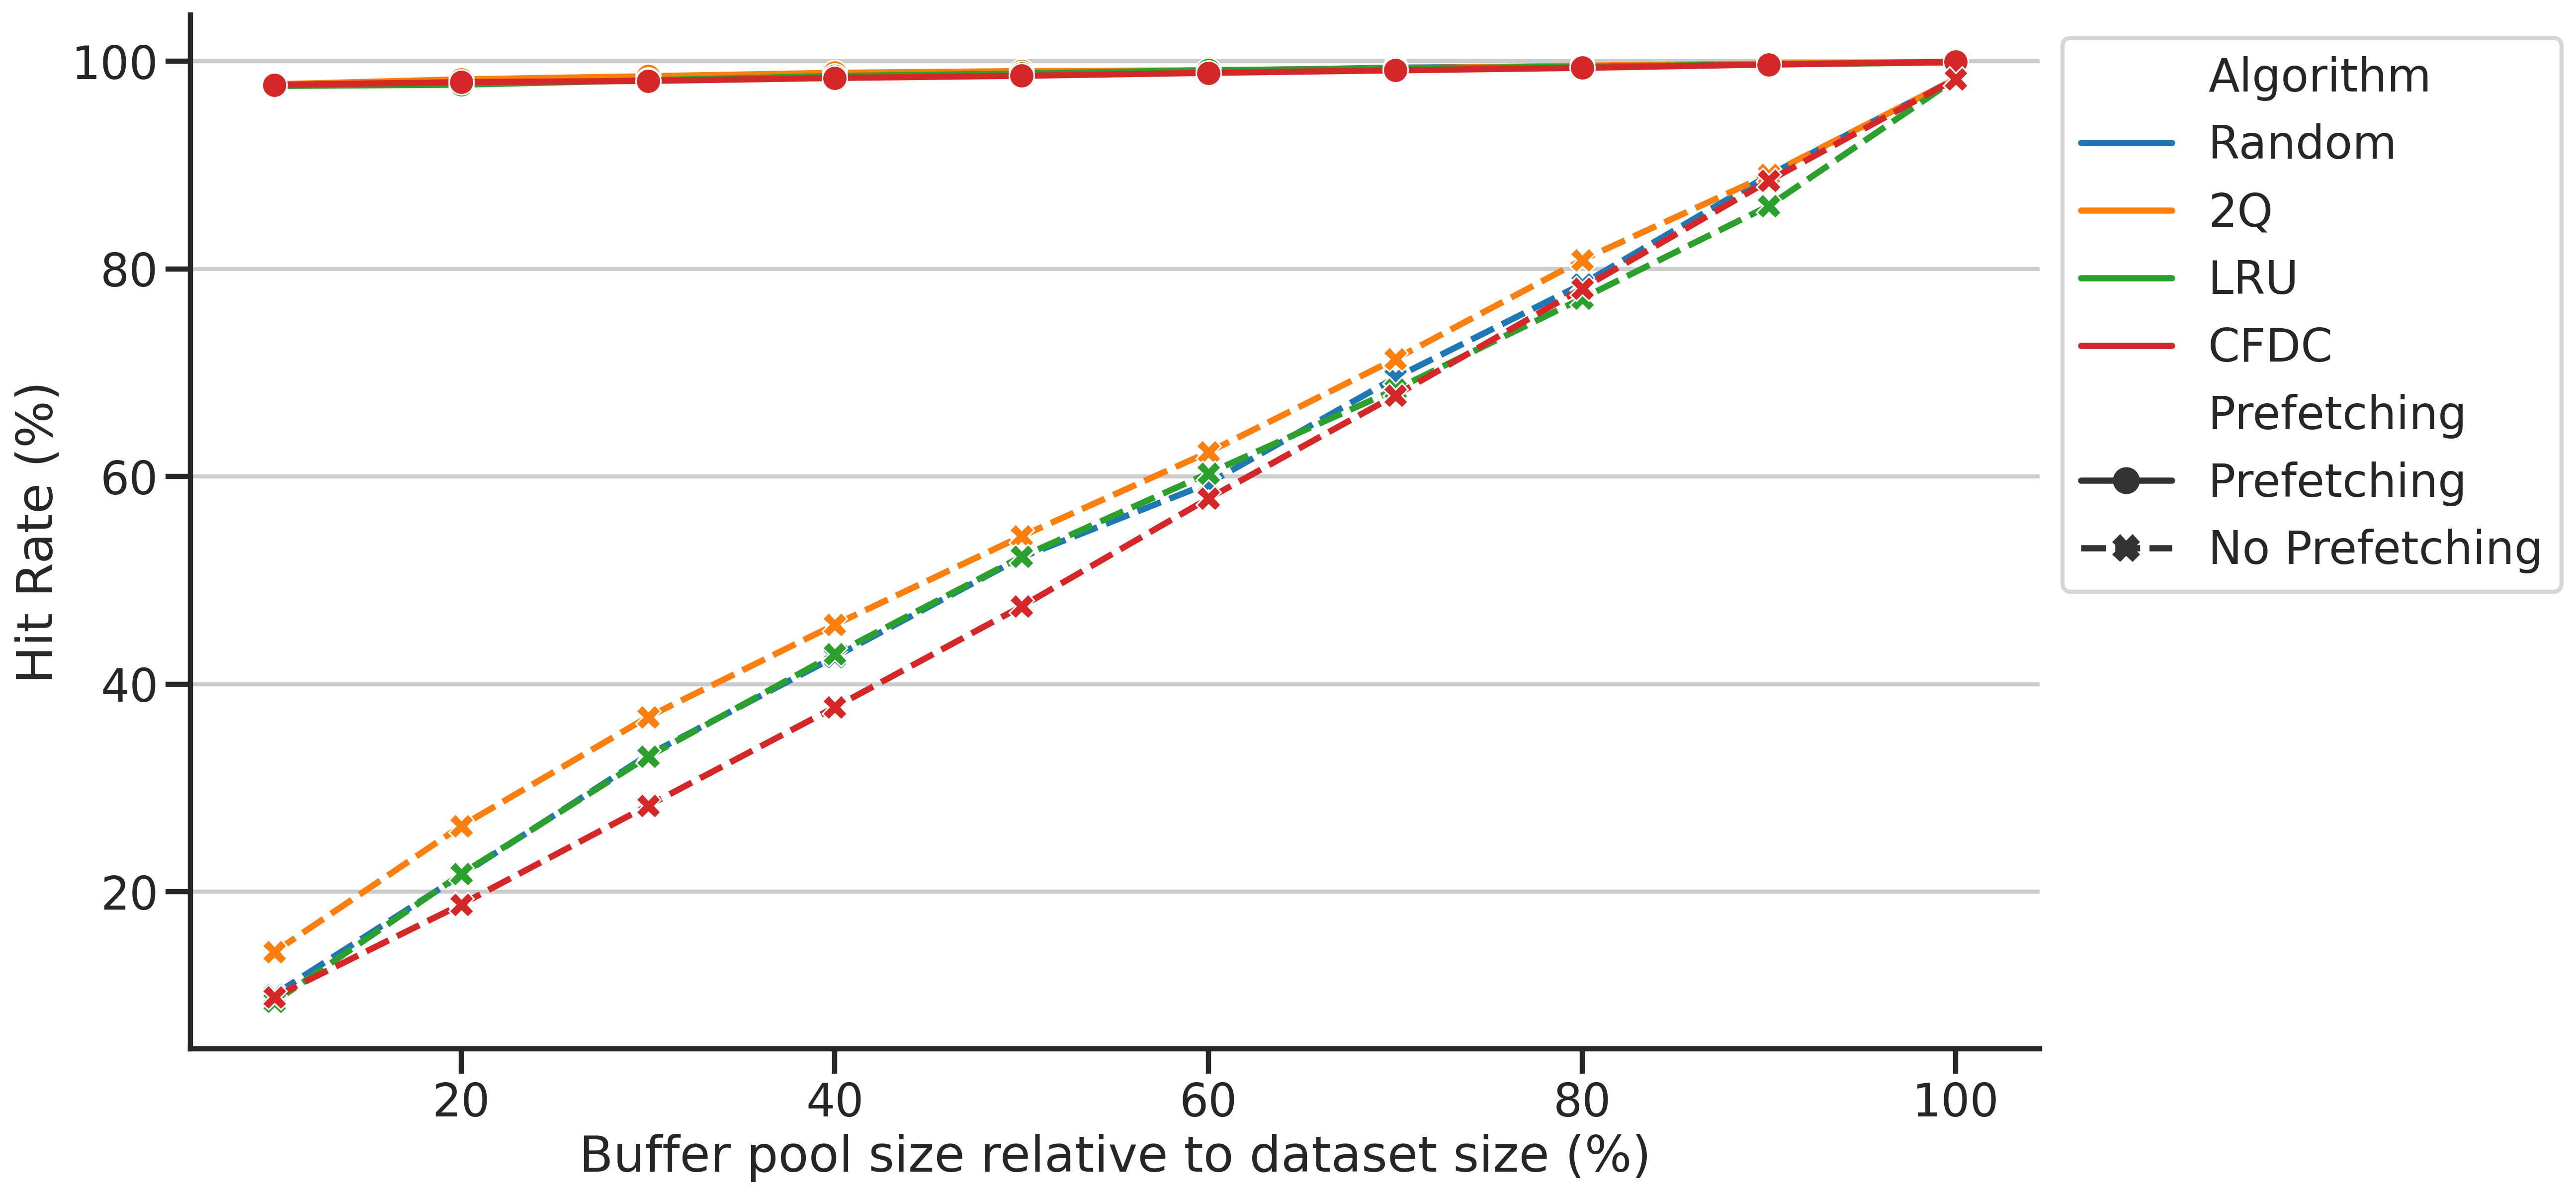 100
80
60
40
20
Hit Rate (%)
20 40 60 80 100
Buffer pool size relative to dataset size (%)
Algorithm
Random
2Q
LRU
CFDC
Prefetching
Prefetching
No Prefetching